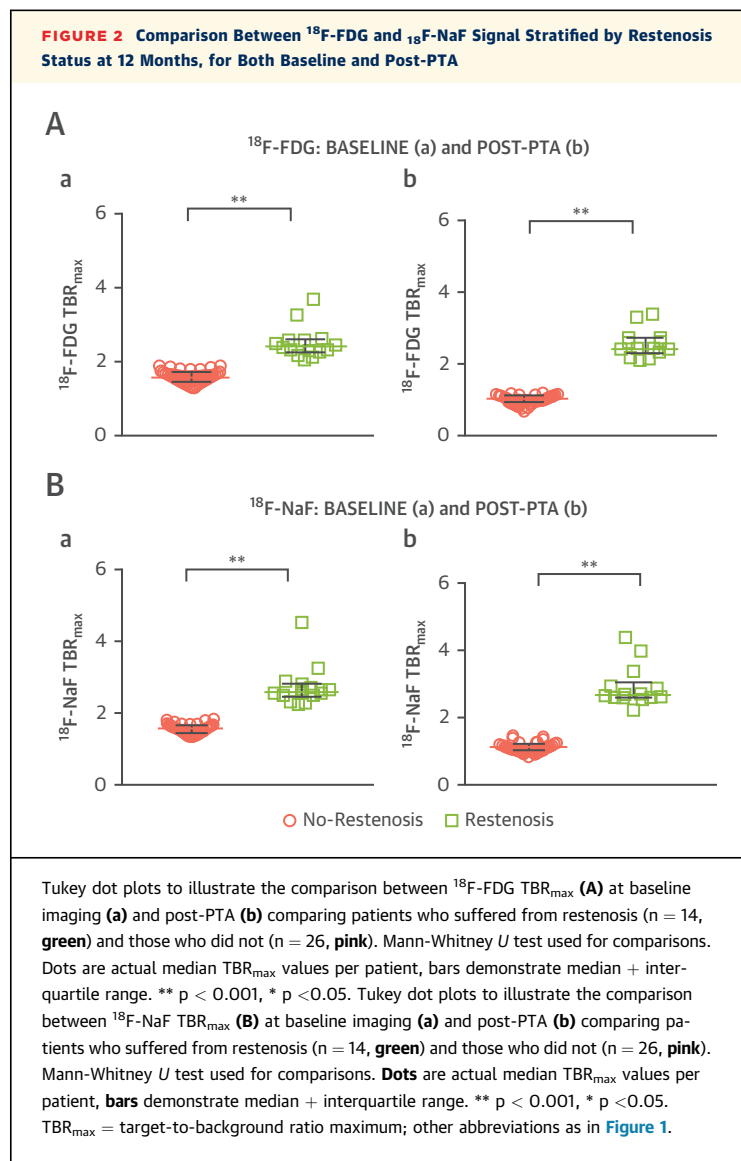 FIGURE 2 Comparison Between ¹⁸F-FDG and ₁₈F-NaF Signal Stratified by Restenosis
Status at 12 Months, for Both Baseline and Post-PTA
A
¹⁸F-FDG: BASELINE (a) and POST-PTA (b)
a
¹⁸F-FDG TBRmax
6
4
2
0
**
b
¹⁸F-FDG TBRmax
6
4
2
0
**
B
¹⁸F-NaF: BASELINE (a) and POST-PTA (b)
a
¹⁸F-NaF TBRmax
6
4
2
0
**
b
¹⁸F-NaF TBRmax
6
4
2
0
**
No-Restenosis
Restenosis
Tukey dot plots to illustrate the comparison between ¹⁸F-FDG TBRmax (A) at baseline
imaging (a) and post-PTA (b) comparing patients who suffered from restenosis (n = 14,
green) and those who did not (n = 26, pink). Mann-Whitney U test used for comparisons.
Dots are actual median TBRmax values per patient, bars demonstrate median + inter-
quartile range. ** p < 0.001, * p <0.05. Tukey dot plots to illustrate the comparison
between ¹⁸F-NaF TBRmax (B) at baseline imaging (a) and post-PTA (b) comparing pa-
tients who suffered from restenosis (n = 14, green) and those who did not (n = 26, pink).
Mann-Whitney U test used for comparisons. Dots are actual median TBRmax values per
patient, bars demonstrate median + interquartile range. ** p < 0.001, * p <0.05.
TBRmax = target-to-background ratio maximum; other abbreviations as in Figure 1.